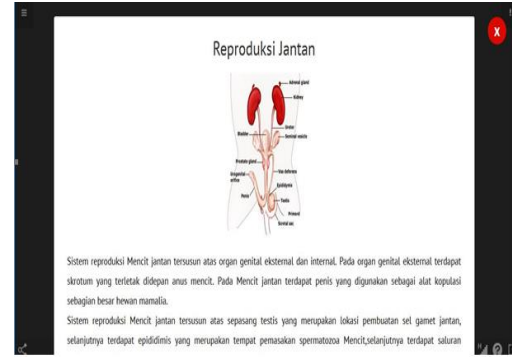 X
Reproduksi Jantan
Adrenal gland
Kidney
Ureter
Bladder
Seminal vesicle
Prostate gland
Vas deferens
Urogenital
orifice
Epididymis
Penis
Testis
Scrotal sac
Sistem reproduksi Mencit jantan tersusun atas organ genital eksternal dan internal. Pada organ genital eksternal terdapat
skrotum yang terletak didepan anus mencit. Pada Mencit jantan terdapat penis yang digunakan sebagai alat kopulasi
sebagian besar hewan mamalia.
Sistem reproduksi Mencit jantan tersusun atas sepasang testis yang merupakan lokasi pembuatan sel gamet jantan,
selanjutnya terdapat epididimis yang merupakan tempat pemasakan spermatozoa Mencit,selanjutnya terdapat saluran